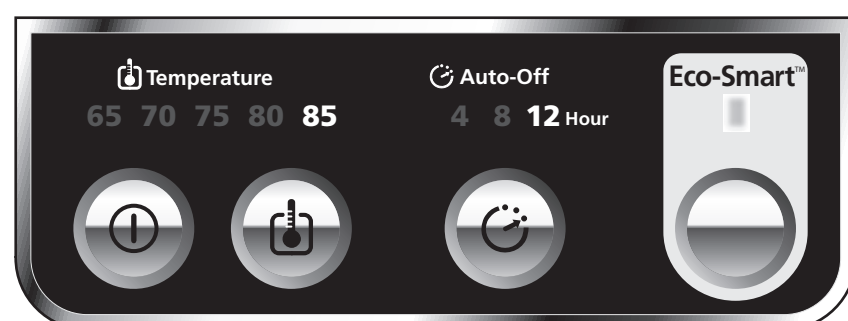 Temperature
65 70 75 80 85
Auto-Off
4 8 12 Hour
Eco-Smart™